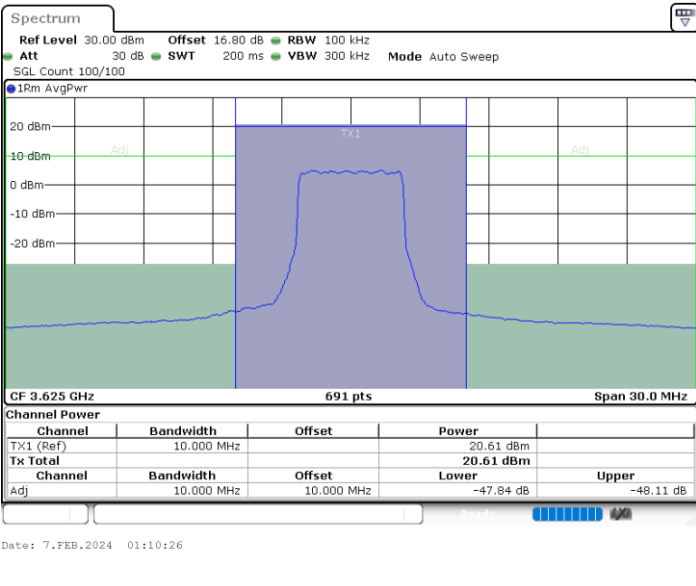 Spectrum
Ref Level 30.00 dBm Offset 16.80 dB RBW 100 kHz
Att 30 dB SWT 200 ms VBW 300 kHz Mode Auto Sweep
SGL Count 100/100
1Rm AvgPwr
20 dBm
TX1
Adj
Adj
10 dBm
0 dBm
-10 dBm
-20 dBm
CF 3.625 GHz 691 pts Span 30.0 MHz
Channel Power
Channel Bandwidth Offset Power
TX1 (Ref) 10.000 MHz 20.61 dBm
Tx Total 20.61 dBm
Channel Bandwidth Offset Lower Upper
Adj 10.000 MHz 10.000 MHz -47.84 dB -48.11 dB
Ready
Date: 7.FEB.2024 01:10:26